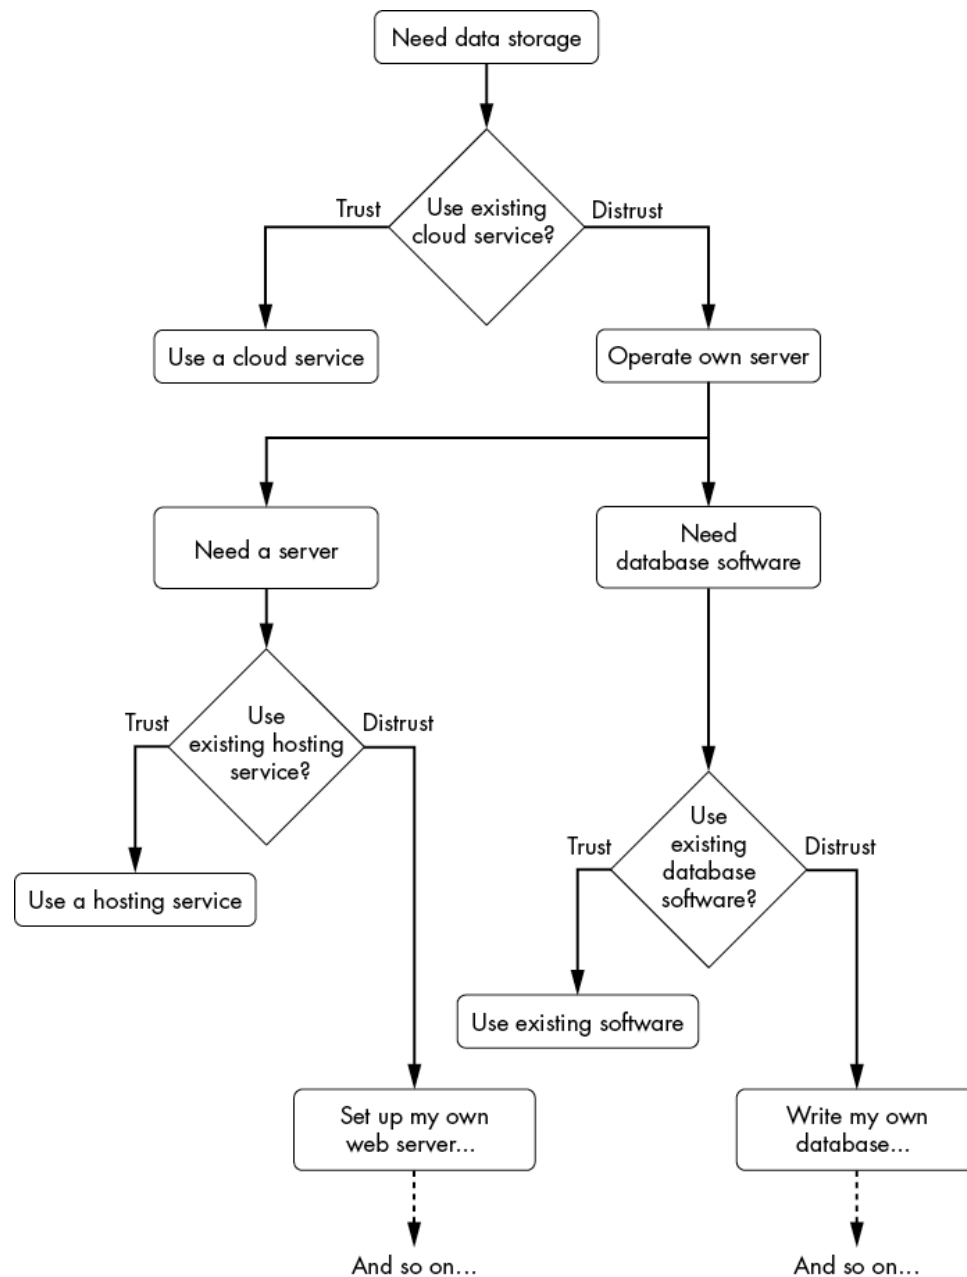 Need data storage
Trust
Use existing
cloud service?
Distrust
Use a cloud service
Operate own server
Need a server
Need
database software
Trust
Use
existing hosting
service?
Distrust
Trust
Use
existing
database
software?
Distrust
Use a hosting service
Use existing software
Set up my own
web server...
Write my own
database...
And so on...
And so on...